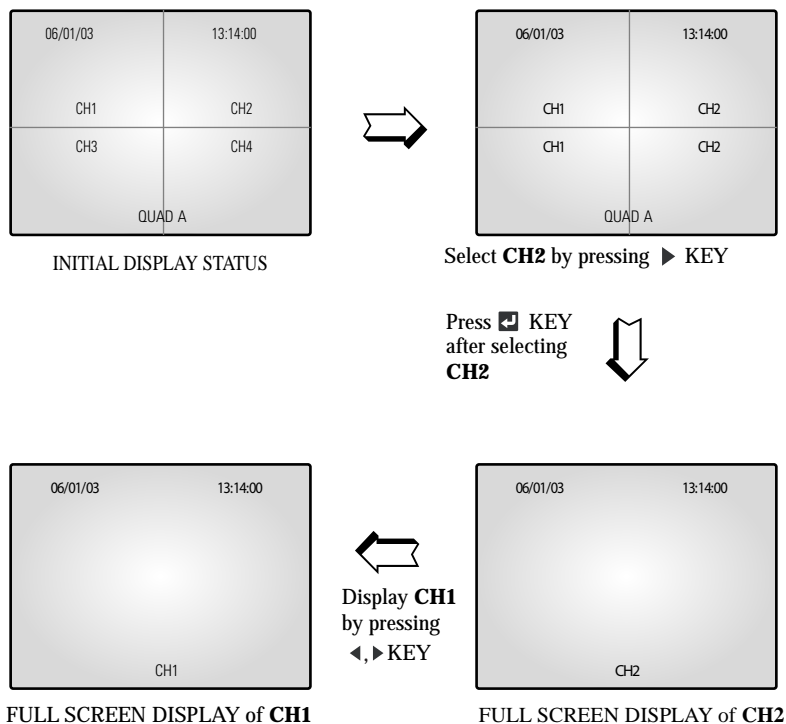 06/01/03 13:14:00
CH1 CH2
CH3 CH4
QUAD A
INITIAL DISPLAY STATUS
06/01/03 13:14:00
CH1 CH2
CH1 CH2
QUAD A
Select CH2 by pressing ▶ KEY
Press ↵ KEY
after selecting
CH2
06/01/03 13:14:00
CH1
FULL SCREEN DISPLAY of CH1
Display CH1
by pressing
◀,▶KEY
06/01/03 13:14:00
CH2
FULL SCREEN DISPLAY of CH2